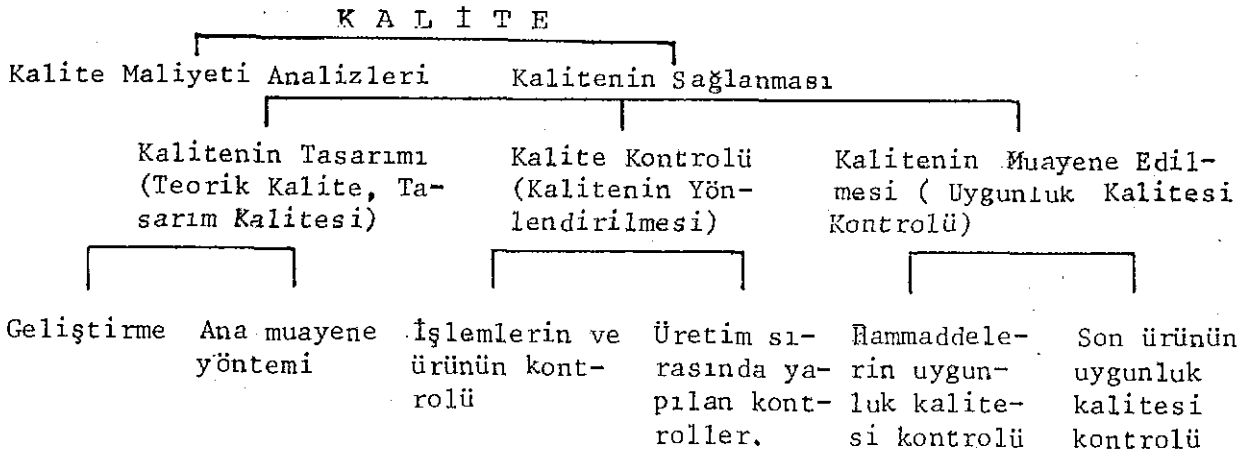 K A L İ T E
Kalite Maliyeti Analizleri
Kalitenin Sağlanması
Kalitenin Tasarımı
(Teorik Kalite, Ta-
sarım Kalitesi)
Kalite Kontrolü
(Kalitenin Yön-
lendirilmesi)
Kalitenin Muayene Edil-
mesi ( Uygunluk Kalitesi
Kontrolü)
Geliştirme
Ana muayene
yöntemi
İşlemlerin ve
ürünün kont-
rolü
Üretim sı-
rasında ya-
pılan kont-
roller.
Hammaddele-
rin uygun-
luk kalite-
si kontrolü
Son ürünün
uygunluk
kalitesi
kontrolü